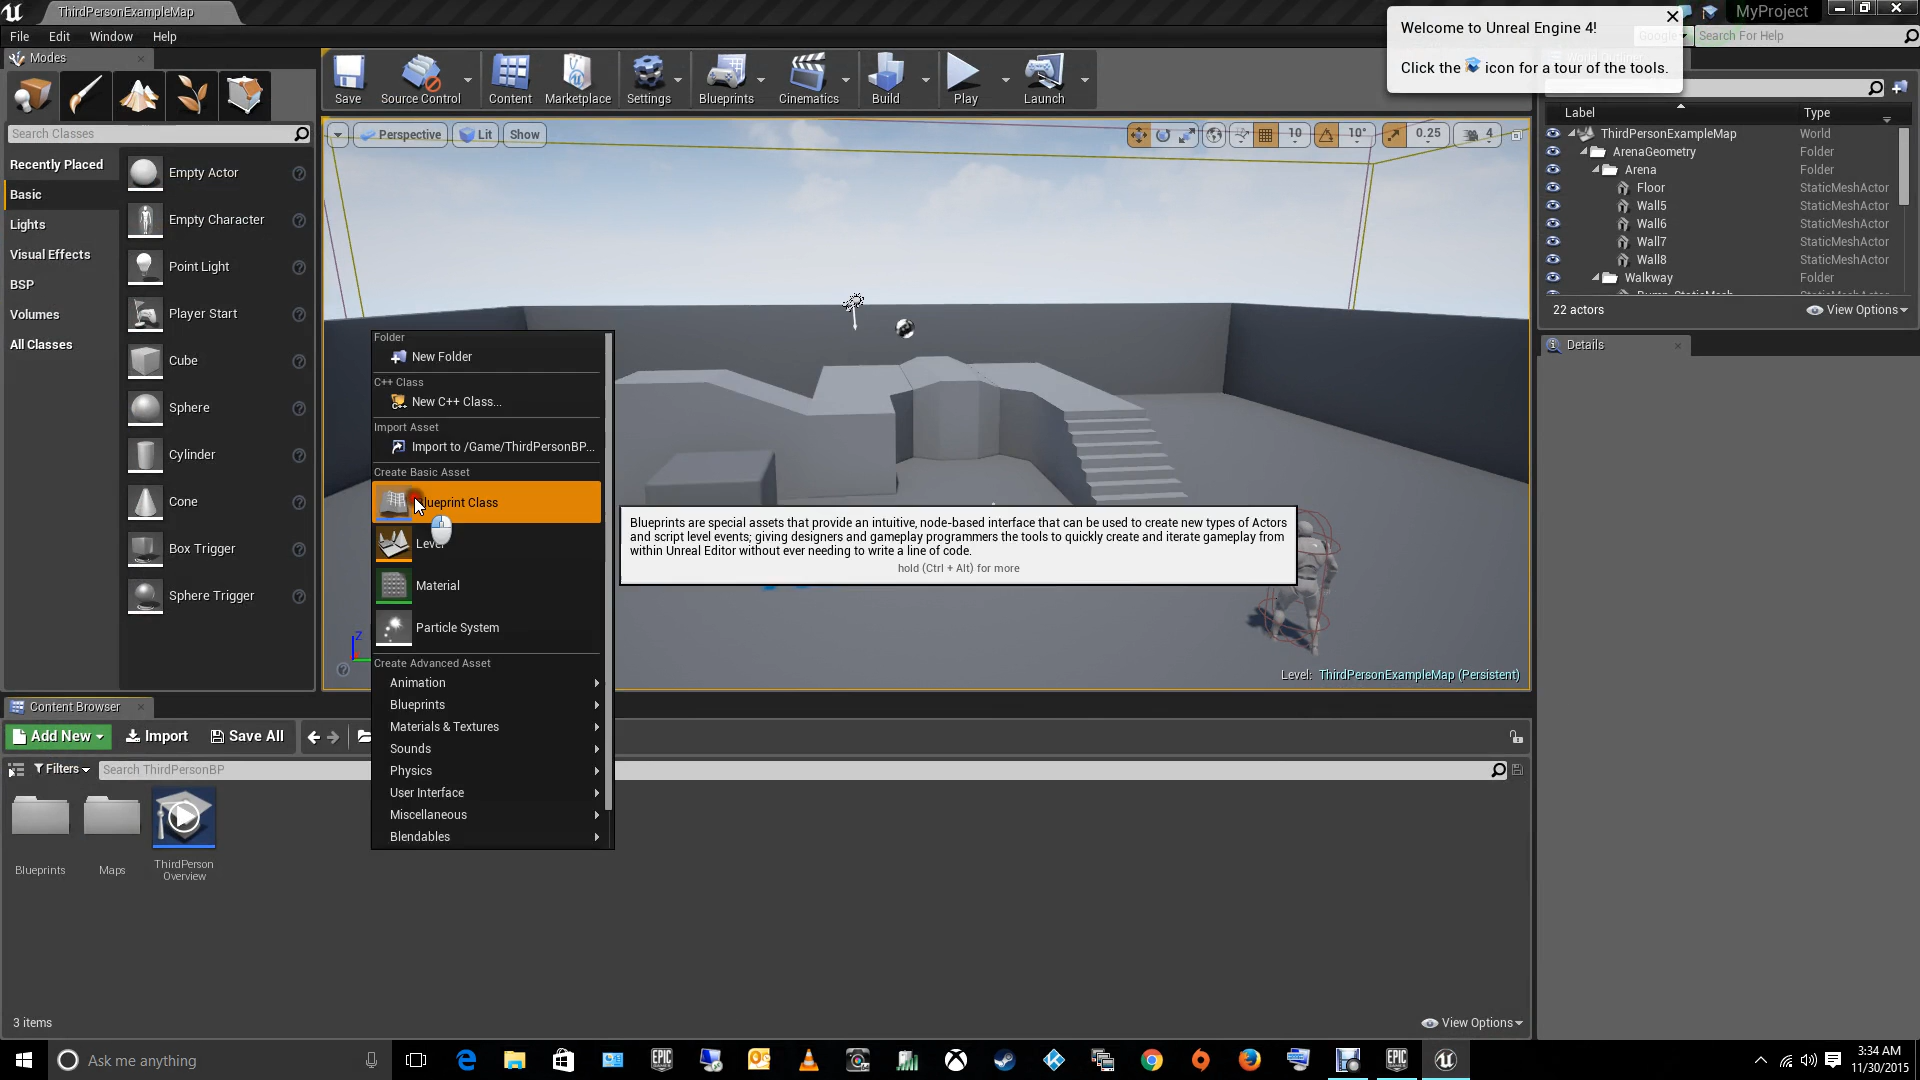 ThirdPersonExampleMap
MyProject
File Edit Window Help
Search For Help
Welcome to Unreal Engine 4!
Click the icon for a tour of the tools.
Modes
Save
Source Control
Content
Marketplace
Settings
Blueprints
Cinematics
Build
Play
Launch
Search Classes
Recently Placed
Basic
Lights
Visual Effects
BSP
Volumes
All Classes
Empty Actor
Empty Character
Point Light
Player Start
Cube
Sphere
Cylinder
Cone
Box Trigger
Sphere Trigger
Perspective Lit Show
10 10° 0.25 4
Label Type
ThirdPersonExampleMap World
ArenaGeometry Folder
Arena Folder
Floor StaticMeshActor
Wall5 StaticMeshActor
Wall6 StaticMeshActor
Wall7 StaticMeshActor
Wall8 StaticMeshActor
Walkway Folder
22 actors View Options
Details
Folder
New Folder
C++ Class
New C++ Class...
Import Asset
Import to /Game/ThirdPersonBP...
Create Basic Asset
Blueprint Class
Level
Material
Particle System
Create Advanced Asset
Animation
Blueprints
Materials & Textures
Sounds
Physics
User Interface
Miscellaneous
Blendables
Blueprints are special assets that provide an intuitive, node-based interface that can be used to create new types of Actors
and script level events; giving designers and gameplay programmers the tools to quickly create and iterate gameplay from
within Unreal Editor without ever needing to write a line of code.
hold (Ctrl + Alt) for more
Z
Level: ThirdPersonExampleMap (Persistent)
Content Browser
Add New Import Save All
Filters Search ThirdPersonBP
Blueprints
Maps
ThirdPerson
Overview
3 items View Options
Ask me anything
EPIC
GAMES
EPIC
GAMES
3:34 AM
11/30/2015